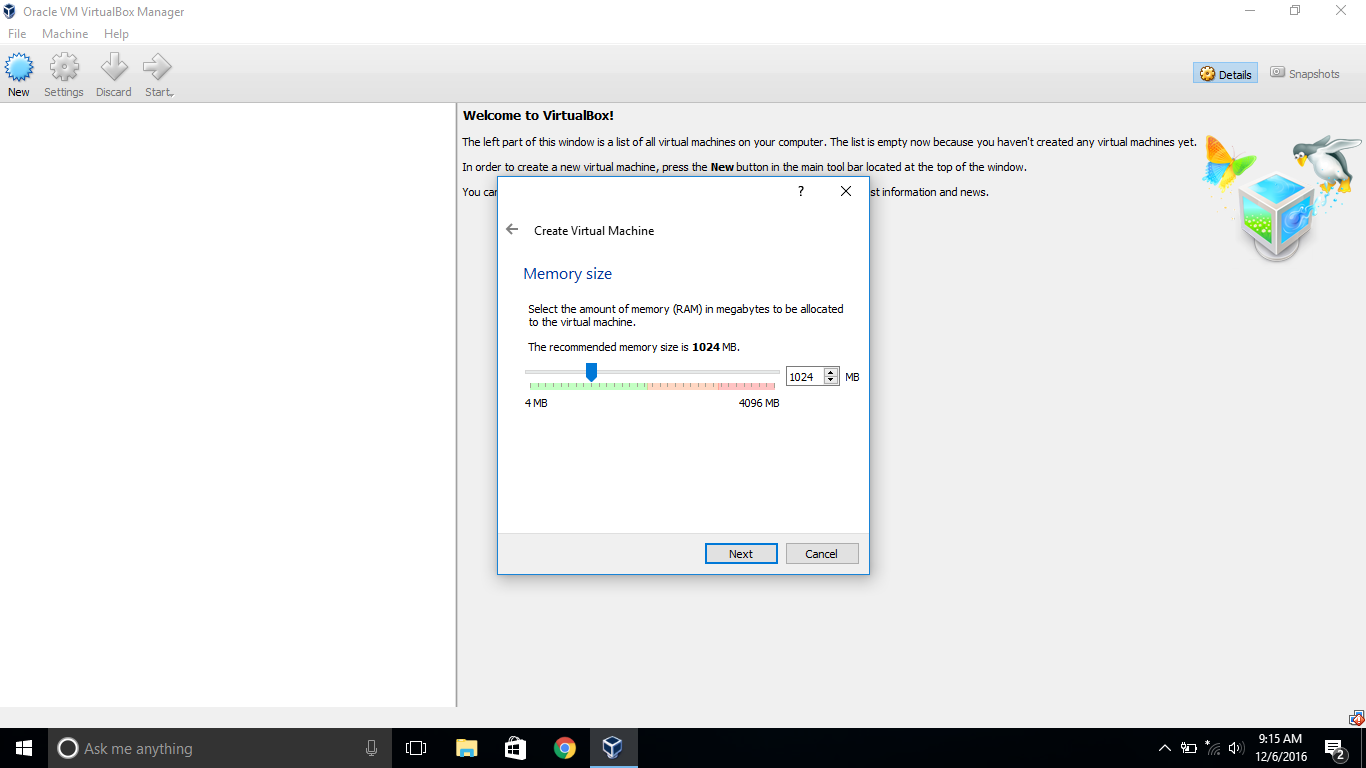 Oracle VM VirtualBox Manager
File Machine Help
New Settings Discard Start
Details Snapshots
Welcome to VirtualBox!
The left part of this window is a list of all virtual machines on your computer. The list is empty now because you haven't created any virtual machines yet.
In order to create a new virtual machine, press the New button in the main tool bar located at the top of the window.
You can
st information and news.
?
Create Virtual Machine
Memory size
Select the amount of memory (RAM) in megabytes to be allocated
to the virtual machine.
The recommended memory size is 1024 MB.
1024 MB
4 MB 4096 MB
Next Cancel
Ask me anything
9:15 AM
12/6/2016
2